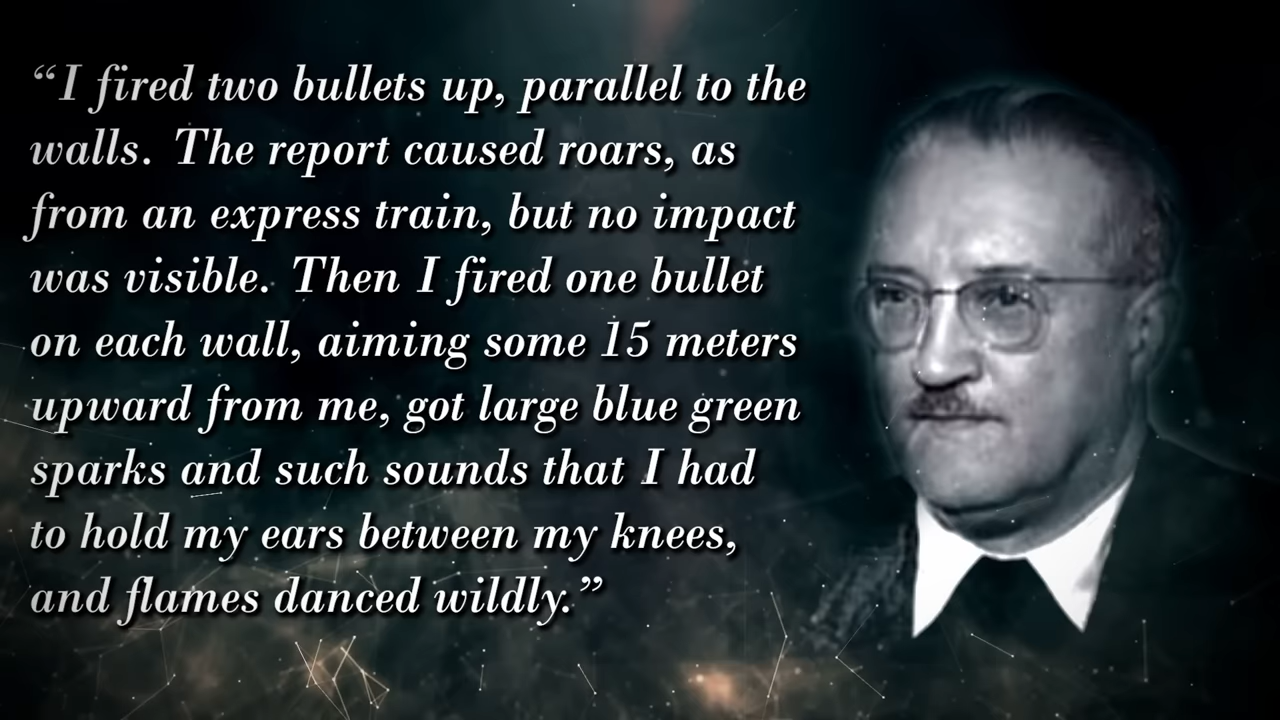 “I fired two bullets up, parallel to the
walls. The report caused roars, as
from an express train, but no impact
was visible. Then I fired one bullet
on each wall, aiming some 15 meters
upward from me, got large blue green
sparks and such sounds that I had
to hold my ears between my knees,
and flames danced wildly.”